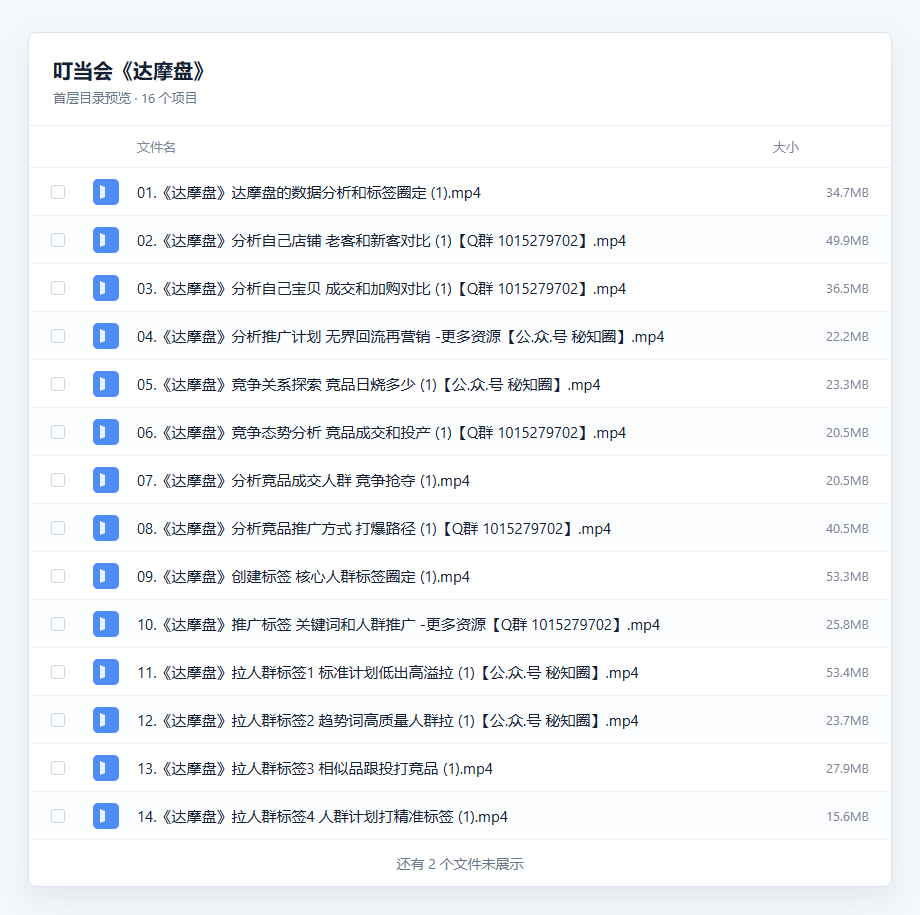 叮当会《达摩盘》
首层目录预览 · 16 个项目
文件名 大小
01.《达摩盘》达摩盘的数据分析和标签圈定 (1).mp4 34.7MB
02.《达摩盘》分析自己店铺 老客和新客对比 (1)【Q群 1015279702】.mp4 49.9MB
03.《达摩盘》分析自己宝贝 成交和加购对比 (1)【Q群 1015279702】.mp4 36.5MB
04.《达摩盘》分析推广计划 无界回流再营销 -更多资源【公.众.号 秘知圈】.mp4 22.2MB
05.《达摩盘》竞争关系探索 竞品日烧多少 (1)【公.众.号 秘知圈】.mp4 23.3MB
06.《达摩盘》竞争态势分析 竞品成交和投产 (1)【Q群 1015279702】.mp4 20.5MB
07.《达摩盘》分析竞品成交人群 竞争抢夺 (1).mp4 20.5MB
08.《达摩盘》分析竞品推广方式 打爆路径 (1)【Q群 1015279702】.mp4 40.5MB
09.《达摩盘》创建标签 核心人群标签圈定 (1).mp4 53.3MB
10.《达摩盘》推广标签 关键词和人群推广 -更多资源【Q群 1015279702】.mp4 25.8MB
11.《达摩盘》拉人群标签1 标准计划低出高溢拉 (1)【公.众.号 秘知圈】.mp4 53.4MB
12.《达摩盘》拉人群标签2 趋势词高质量人群拉 (1)【公.众.号 秘知圈】.mp4 23.7MB
13.《达摩盘》拉人群标签3 相似品跟投打竞品 (1).mp4 27.9MB
14.《达摩盘》拉人群标签4 人群计划打精准标签 (1).mp4 15.6MB
还有 2 个文件未展示